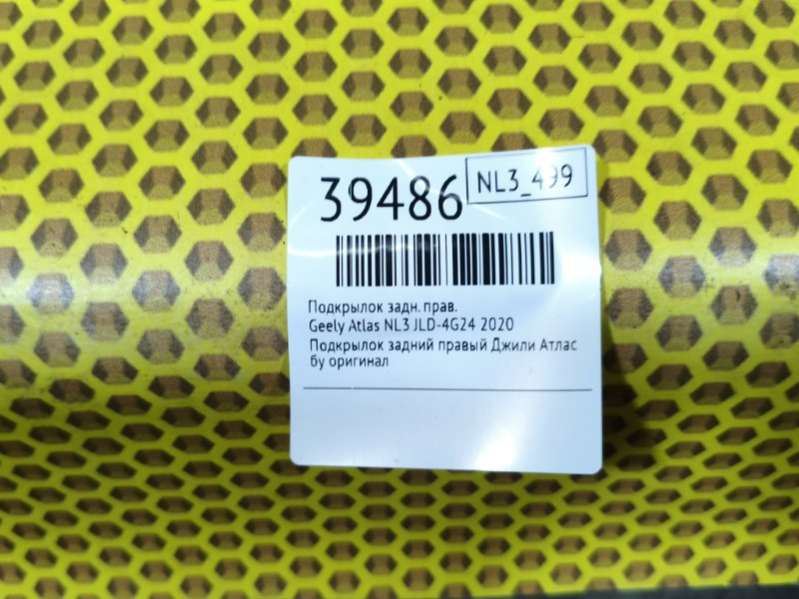 39486
NL3_499
Подкрылок задн. прав.
Geely Atlas NL3 JLD-4G24 2020
Подкрылок задний правый Джили Атлас
бу оригинал